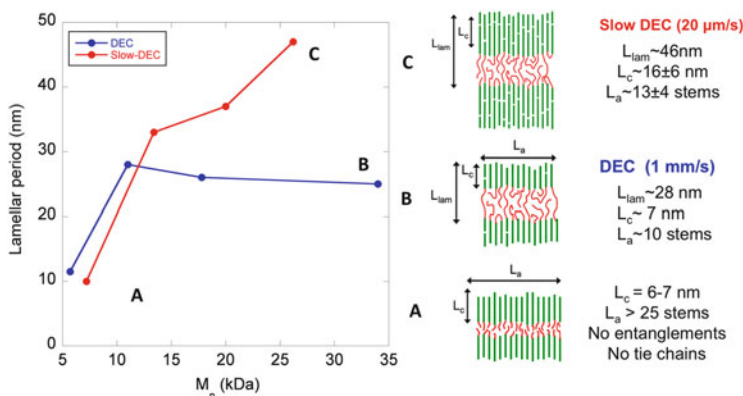 50
40
30
20
10
0
Lamellar period (nm)
DEC
Slow-DEC
C
B
A
5
10
15
20
25
30
35
Mn (kDa)
C
Llam
Lc
Slow DEC (20 µm/s)
Llam~46nm
Lc~16±6 nm
La~13±4 stems
B
La
Lc
Llam
DEC (1 mm/s)
Llam~28 nm
Lc~ 7 nm
La~10 stems
A
La
Lc
Lc = 6-7 nm
La > 25 stems
No entanglements
No tie chains